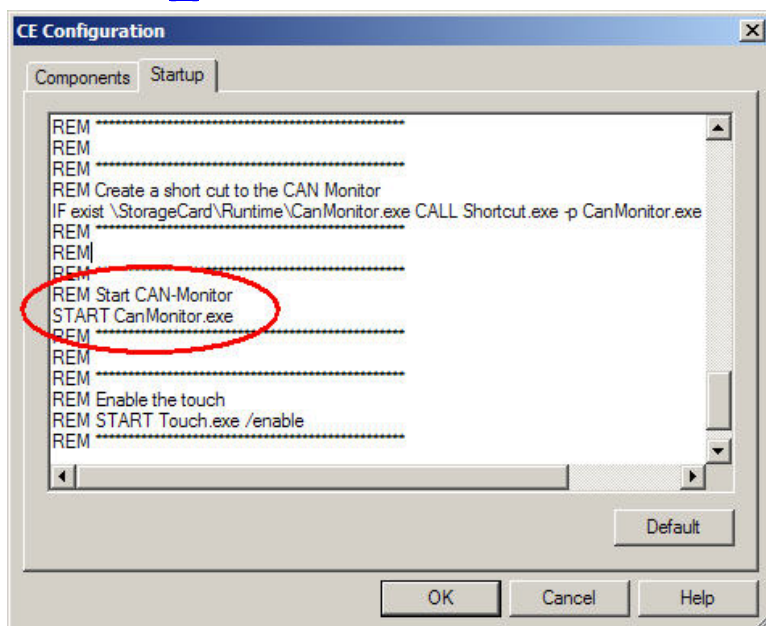 CE Configuration
Components Startup
REM **************************************************
REM
REM **************************************************
REM Create a short cut to the CAN Monitor
IF exist \StorageCard\Runtime\CanMonitor.exe CALL Shortcut.exe -p CanMonitor.exe
REM **************************************************
REM
REM **************************************************
REM Start CAN-Monitor
START CanMonitor.exe
REM **************************************************
REM
REM **************************************************
REM Enable the touch
REM START Touch.exe /enable
REM **************************************************
Default
OK Cancel Help